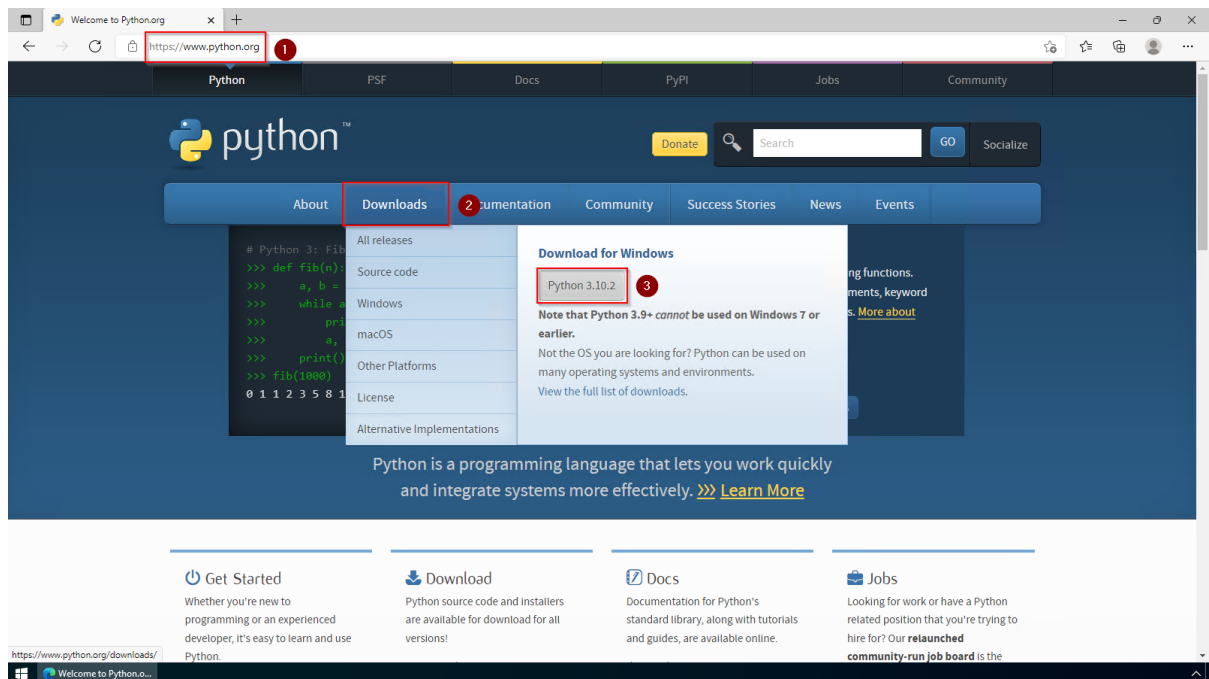 Welcome to Python.org
https://www.python.org
1
Python
PSF
Docs
PyPI
Jobs
Community
python™
Donate
Search
GO
Socialize
About
Downloads
2
cumentation
Community
Success Stories
News
Events
# Python 3: Fib
>>> def fib(n):
>>> a, b =
>>> while a
>>> pri
>>> a,
>>> print()
>>> fib(1000)
0 1 1 2 3 5 8 1
All releases
Source code
Windows
macOS
Other Platforms
License
Alternative Implementations
Download for Windows
Python 3.10.2
3
Note that Python 3.9+ cannot be used on Windows 7 or
earlier.
Not the OS you are looking for? Python can be used on
many operating systems and environments.
View the full list of downloads.
ng functions.
ments, keyword
s. More about
Python is a programming language that lets you work quickly
and integrate systems more effectively. >>> Learn More
Get Started
Whether you're new to
programming or an experienced
developer, it's easy to learn and use
Python.
Download
Python source code and installers
are available for download for all
versions!
Docs
Documentation for Python's
standard library, along with tutorials
and guides, are available online.
Jobs
Looking for work or have a Python
related position that you're trying to
hire for? Our relaunched
community-run job board is the
https://www.python.org/downloads/
Welcome to Python.o...